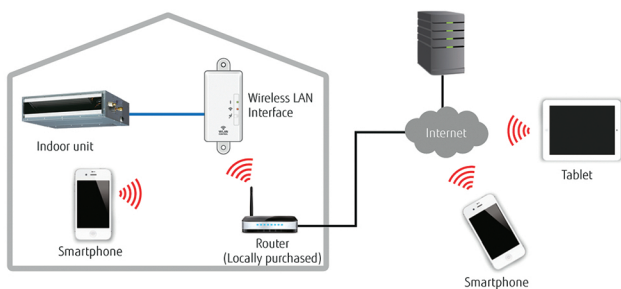 Wireless LAN
Interface
Indoor unit
Internet
Tablet
Smartphone
Router
(Locally purchased)
Smartphone